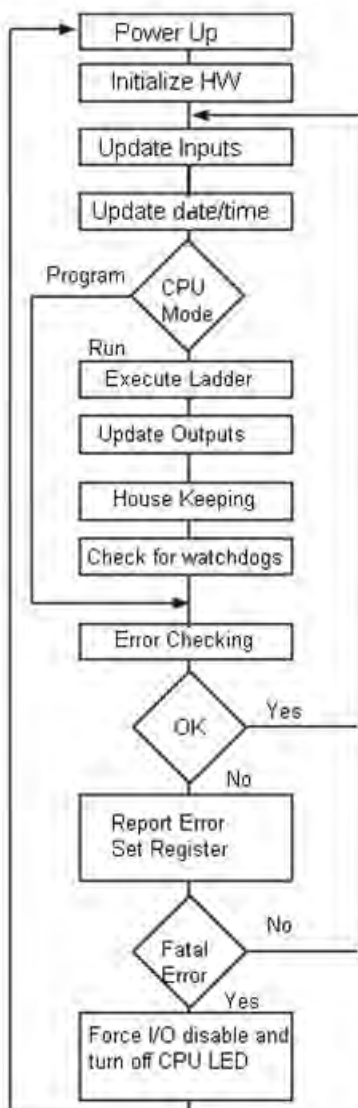 Power Up
Initialize HW
Update Inputs
Update date/time
Program
CPU
Mode
Run
Execute Ladder
Update Outputs
House Keeping
Check for watchdogs
Error Checking
OK
Yes
No
Report Error
Set Register
Fatal
Error
No
Yes
Force I/O disable and
turn off CPU LED